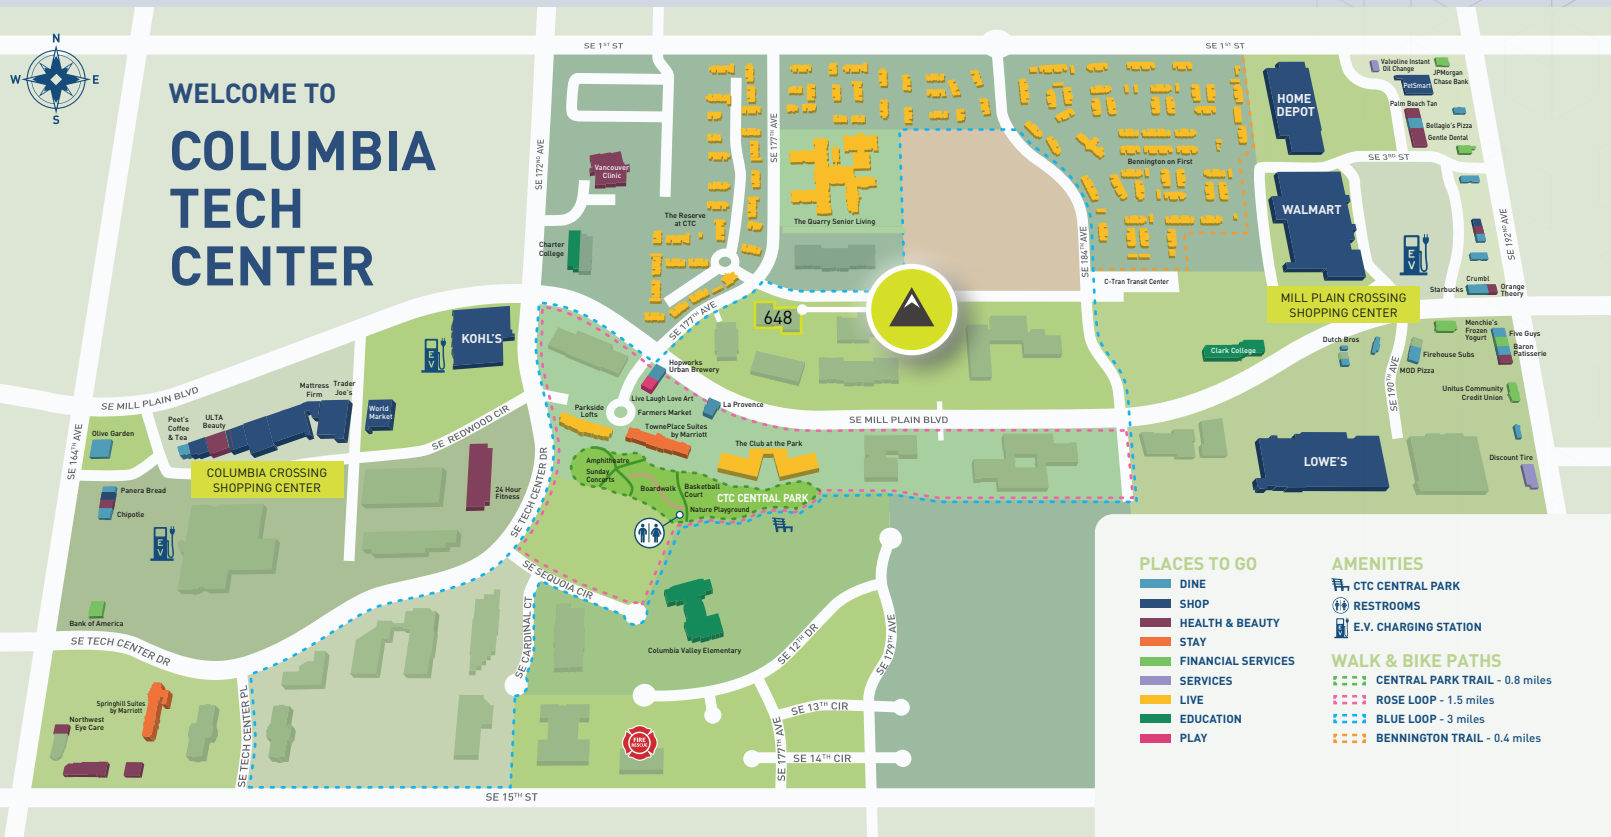 SE 1ST ST
SE 1ST ST
N
W
E
S
WELCOME TO
COLUMBIA
TECH
CENTER
SE 172ND AVE
SE 177TH AVE
Vancouver
Clinic
The Reserve
at CTC
Charter
College
The Quarry Senior Living
Bennington on First
SE 184TH AVE
C-Tran Transit Center
HOME
DEPOT
Valvoline Instant
Oil Change
JPMorgan
Chase Bank
PetSmart
Palm Beach Tan
Bellagio's Pizza
Gentle Dental
SE 3RD ST
WALMART
EV
SE 192ND AVE
Crumbl
Starbucks
Orange
Theory
MILL PLAIN CROSSING
SHOPPING CENTER
Menchie's
Frozen
Yogurt
Five Guys
Baron
Patisserie
Firehouse Subs
MOD Pizza
Dutch Bros
Clark College
SE 190TH AVE
Unitus Community
Credit Union
Discount Tire
LOWE'S
648
SE 177TH AVE
KOHL'S
EV
Hopworks
Urban Brewery
Live Laugh Love Art
La Provence
Farmers Market
Parkside
Lofts
TownePlace Suites
by Marriott
The Club at the Park
SE MILL PLAIN BLVD
SE MILL PLAIN BLVD
Mattress
Firm
Trader
Joe's
World
Market
Peet's
Coffee
& Tea
ULTA
Beauty
Olive Garden
SE 164TH AVE
COLUMBIA CROSSING
SHOPPING CENTER
SE REDWOOD CIR
24 Hour
Fitness
SE TECH CENTER DR
Panera Bread
Chipotle
EV
Amphitheatre
Sunday
Concerts
Boardwalk
Basketball
Court
CTC CENTRAL PARK
Nature Playground
SE SEQUOIA CIR
SE CARDINAL CT
Columbia Valley Elementary
Bank of America
SE TECH CENTER DR
SE TECH CENTER PL
Springhill Suites
by Marriott
Northwest
Eye Care
SE 12TH DR
SE 179TH AVE
SE 13TH CIR
SE 177TH AVE
SE 14TH CIR
FIRE
RESCUE
SE 15TH ST
PLACES TO GO
DINE
SHOP
HEALTH & BEAUTY
STAY
FINANCIAL SERVICES
SERVICES
LIVE
EDUCATION
PLAY
AMENITIES
CTC CENTRAL PARK
RESTROOMS
EV
E.V. CHARGING STATION
WALK & BIKE PATHS
CENTRAL PARK TRAIL - 0.8 miles
ROSE LOOP - 1.5 miles
BLUE LOOP - 3 miles
BENNINGTON TRAIL - 0.4 miles